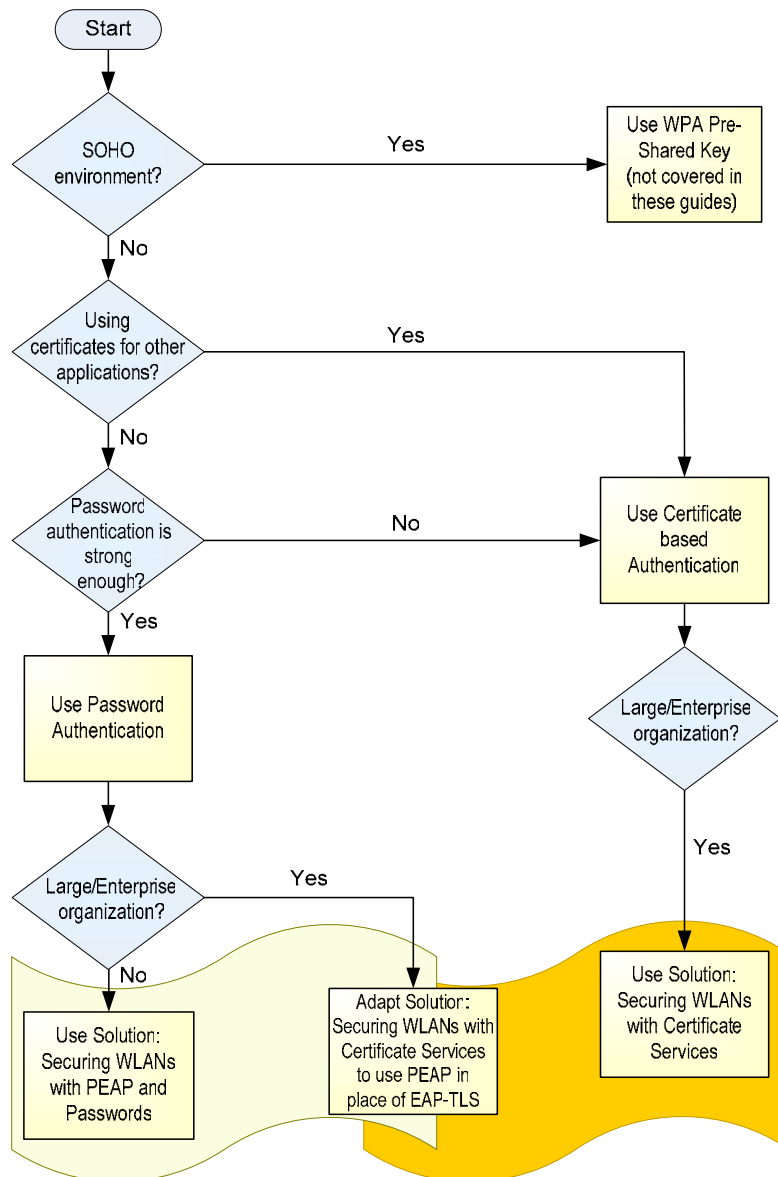 Start
SOHO
environment?
Yes
Use WPA Pre-
Shared Key
(not covered in
these guides)
No
Using
certificates for other
applications?
Yes
No
Password
authentication is
strong
enough?
No
Use Certificate
based
Authentication
Yes
Use Password
Authentication
Large/Enterprise
organization?
Yes
Large/Enterprise
organization?
Yes
No
Use Solution:
Securing WLANs
with PEAP and
Passwords
Adapt Solution:
Securing WLANs with
Certificate Services
to use PEAP in
place of EAP-TLS
Use Solution:
Securing WLANs
with Certificate
Services